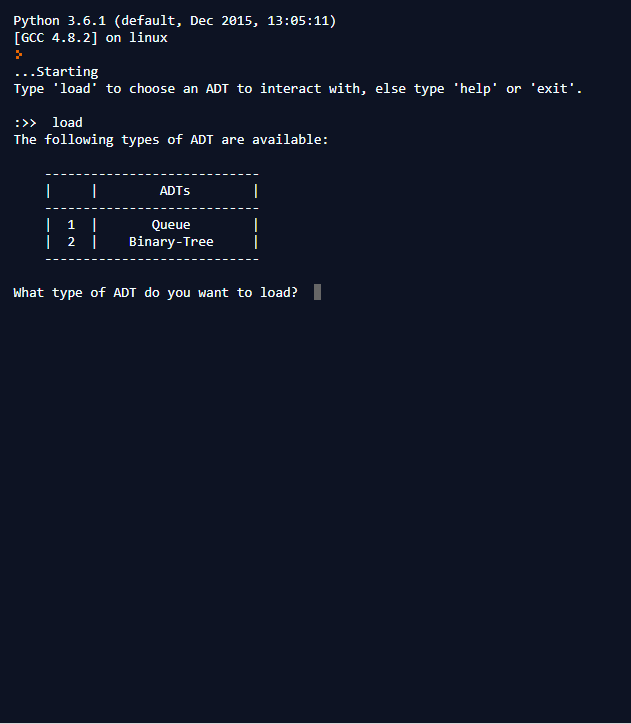 Python 3.6.1 (default, Dec 2015, 13:05:11)
[GCC 4.8.2] on linux
...Starting
Type 'load' to choose an ADT to interact with, else type 'help' or 'exit'.
:>>  load
The following types of ADT are available:
    ----------------------------
    |     |        ADTs        |
    ----------------------------
    |  1  |       Queue        |
    |  2  |    Binary-Tree     |
    ----------------------------
What type of ADT do you want to load?